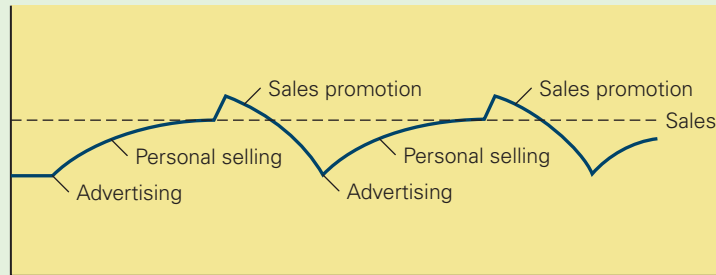 Sales promotion
Sales promotion
Sales
Personal selling
Personal selling
Advertising
Advertising